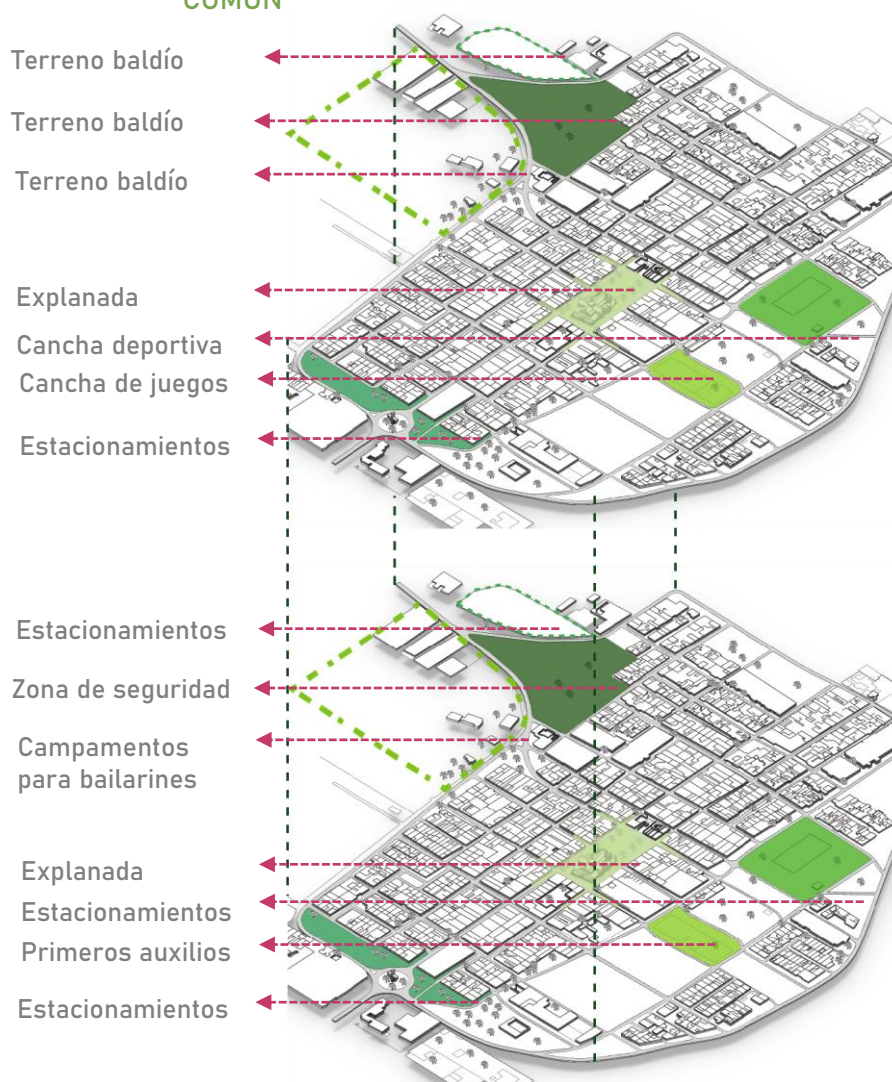 COMÚN
Terreno baldío
Terreno baldío
Terreno baldío
Explanada
Cancha deportiva
Cancha de juegos
Estacionamientos
Estacionamientos
Zona de seguridad
Campamentos
para bailarines
Explanada
Estacionamientos
Primeros auxilios
Estacionamientos